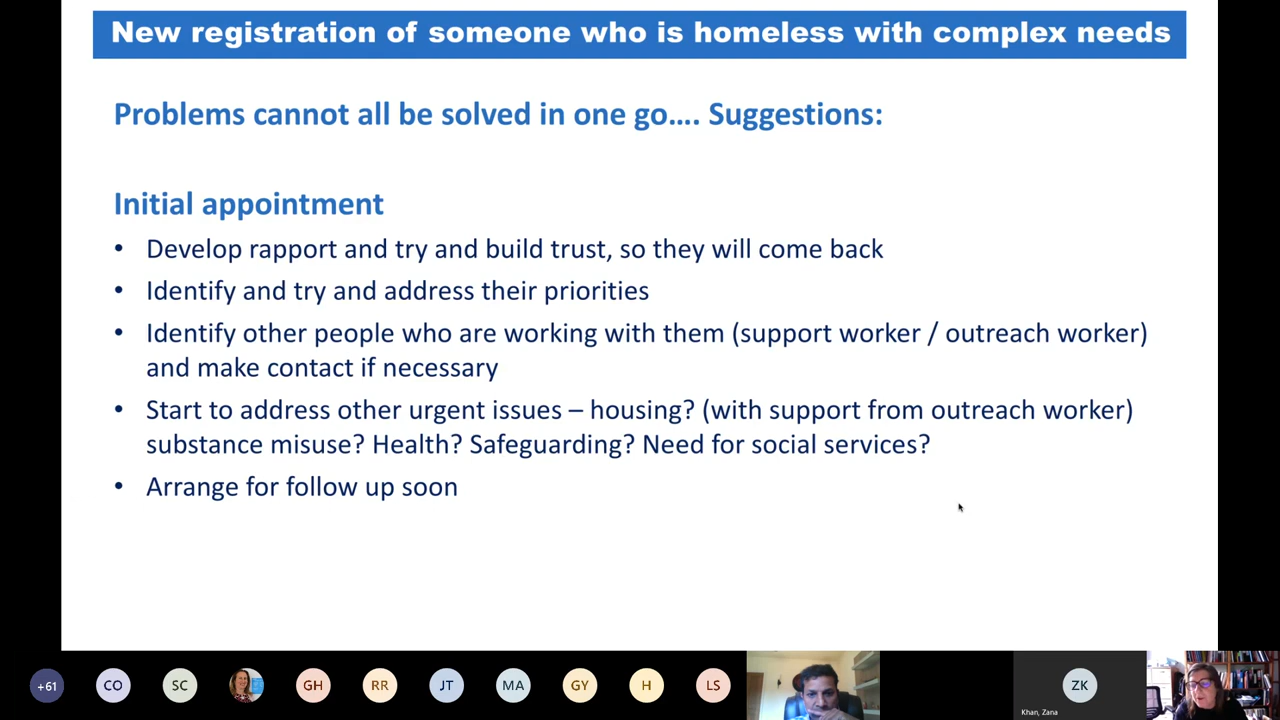 New registration of someone who is homeless with complex needs
Problems cannot all be solved in one go.... Suggestions:
Initial appointment
• Develop rapport and try and build trust, so they will come back
• Identify and try and address their priorities
• Identify other people who are working with them (support worker / outreach worker)
and make contact if necessary
• Start to address other urgent issues – housing? (with support from outreach worker)
substance misuse? Health? Safeguarding? Need for social services?
• Arrange for follow up soon
+61 CO SC GH RR JT MA GY H LS ZK
Khan, Zana